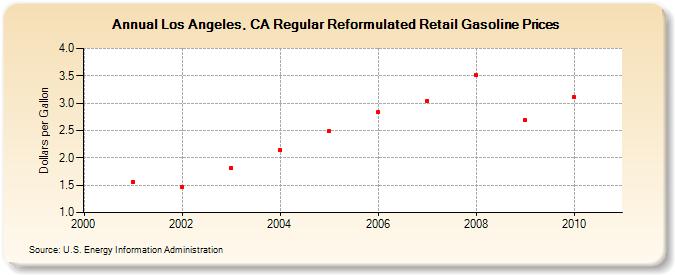 Annual Los Angeles, CA Regular Reformulated Retail Gasoline Prices
Dollars per Gallon
4.0
3.5
3.0
2.5
2.0
1.5
1.0
2000 2002 2004 2006 2008 2010
Source: U.S. Energy Information Administration